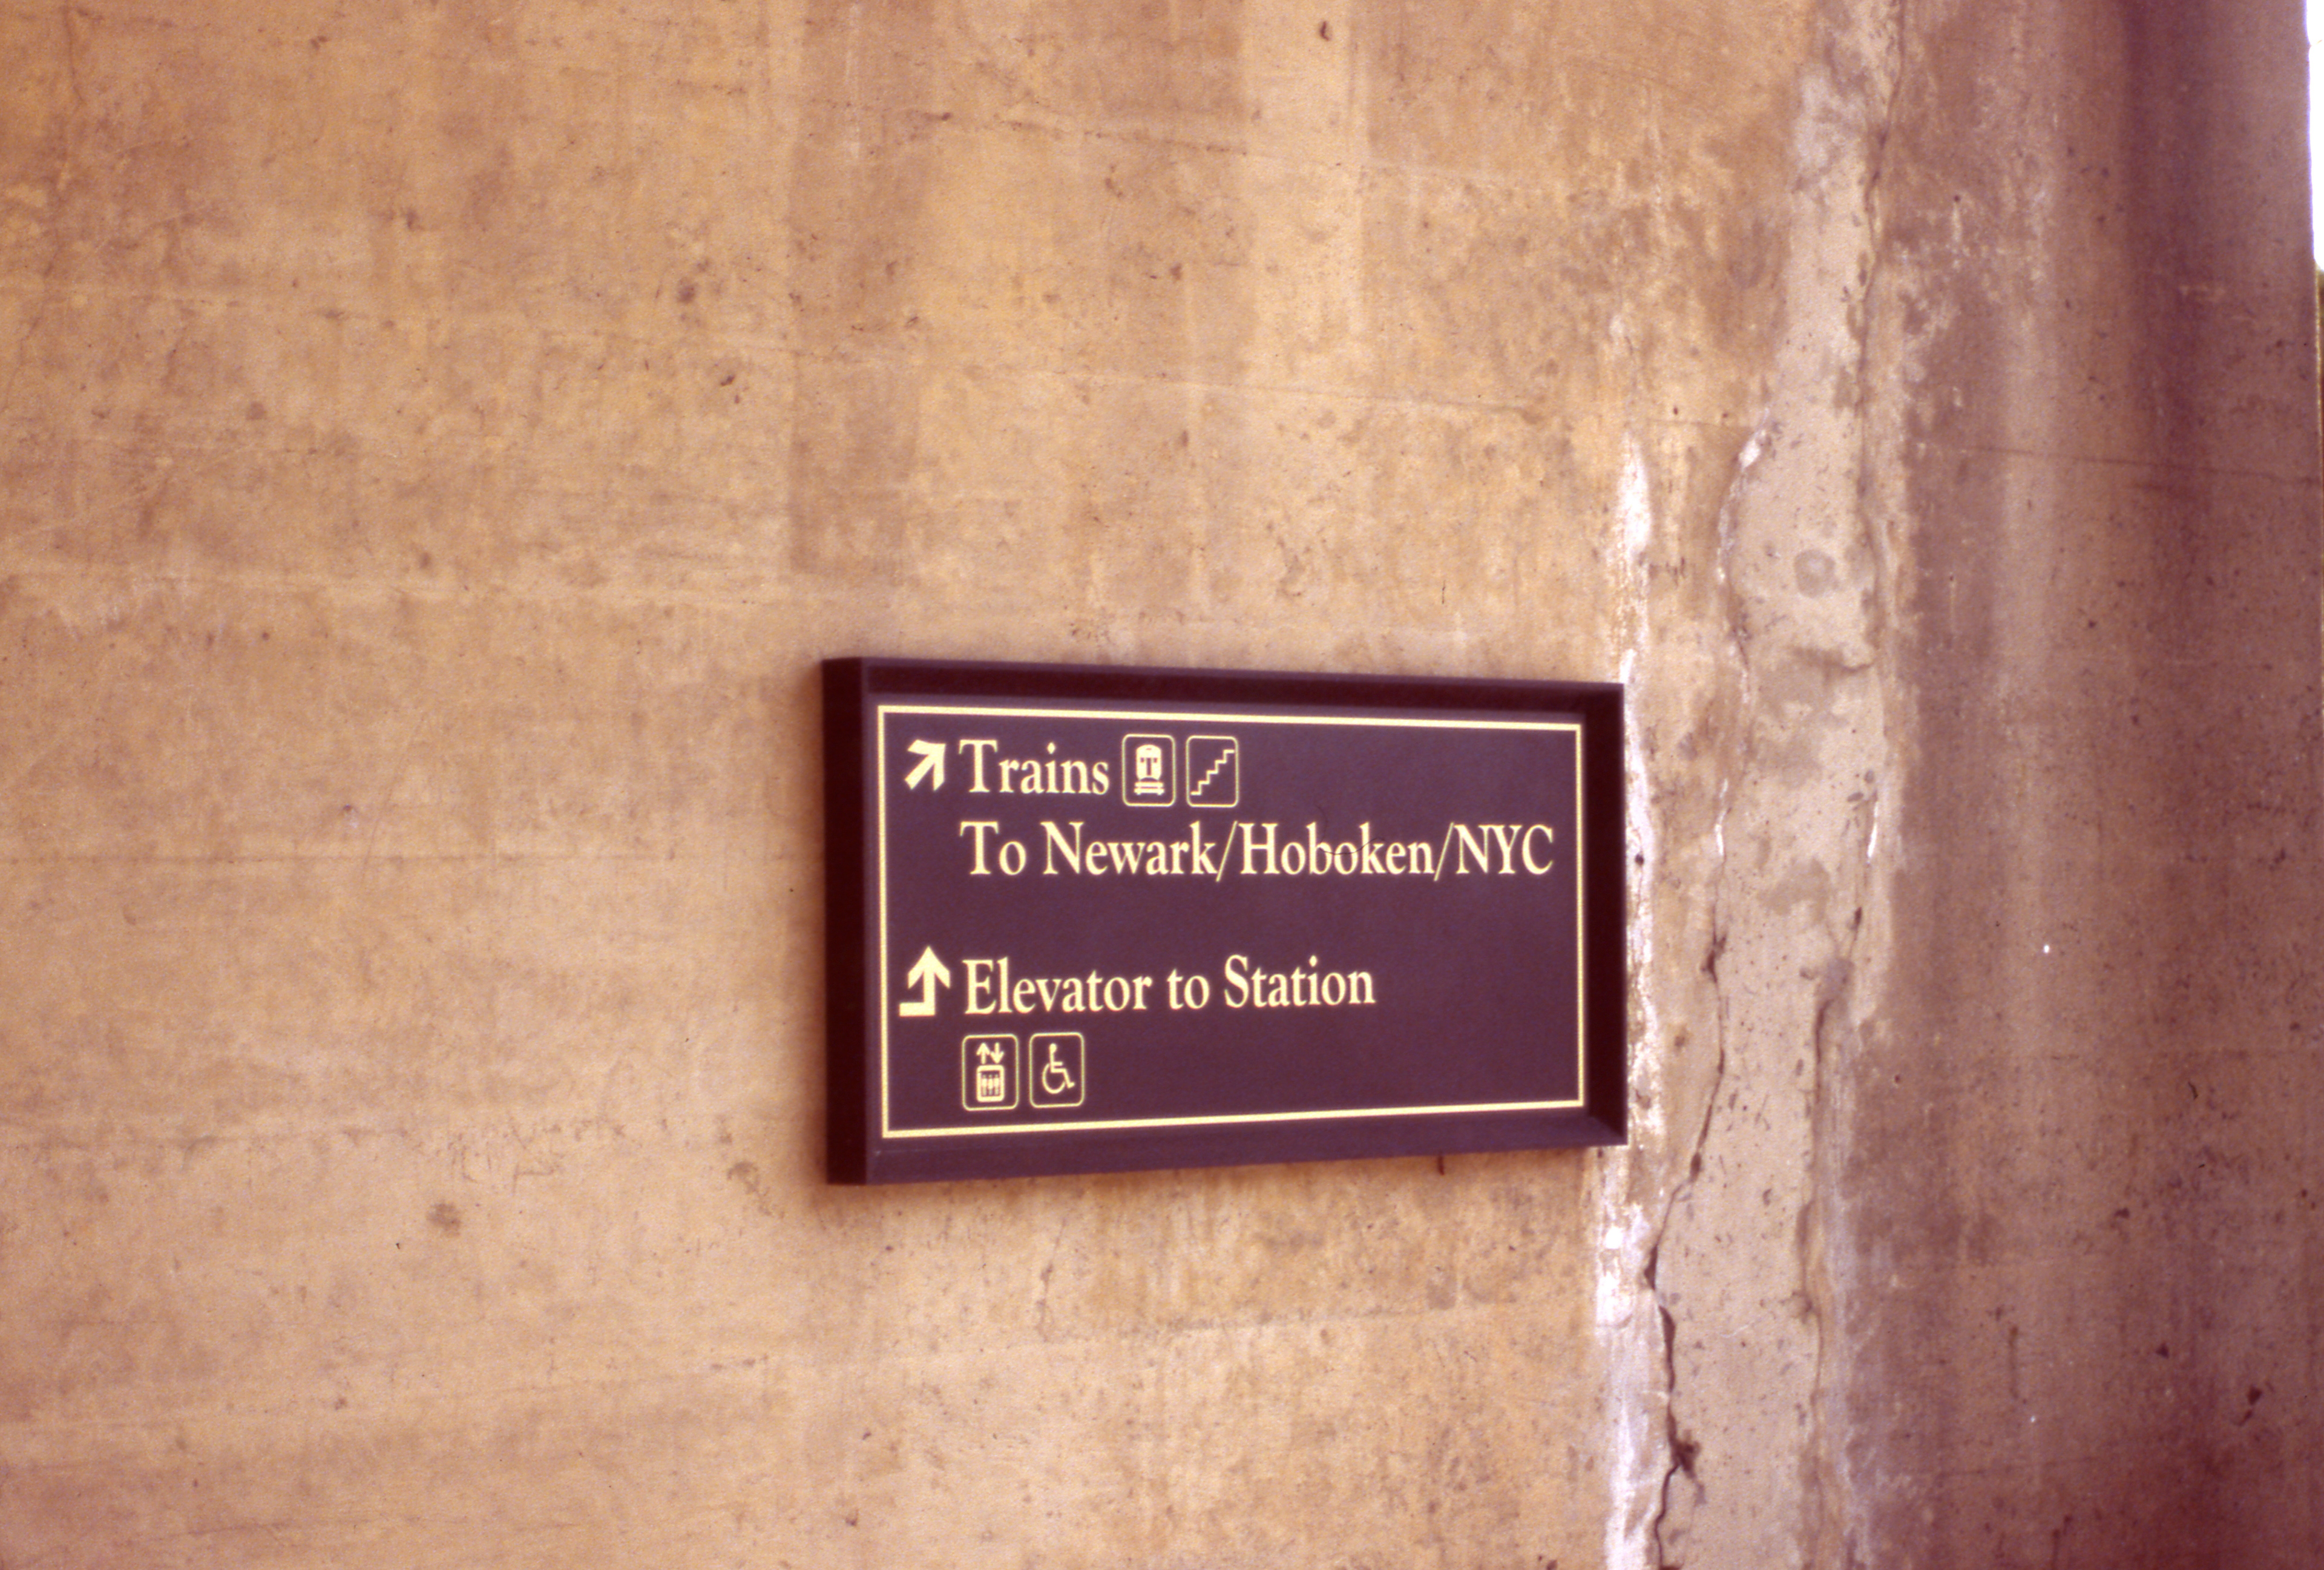 Trains
To Newark/Hoboken/NYC
Elevator to Station